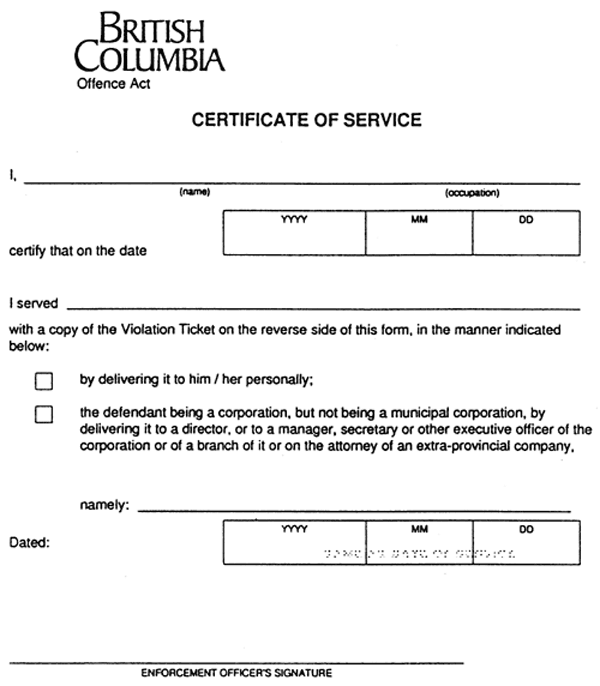 BRITISH
COLUMBIA
Offence Act
CERTIFICATE OF SERVICE
I,
(name) (occupation)
YYYY MM DD
certify that on the date
I served
with a copy of the Violation Ticket on the reverse side of this form, in the manner indicated
below:
by delivering it to him / her personally;
the defendant being a corporation, but not being a municipal corporation, by
delivering it to a director, or to a manager, secretary or other executive officer of the
corporation or of a branch of it or on the attorney of an extra-provincial company,
namely:
YYYY MM DD
Dated:
SAME AS DATE OF SERVICE
ENFORCEMENT OFFICER'S SIGNATURE